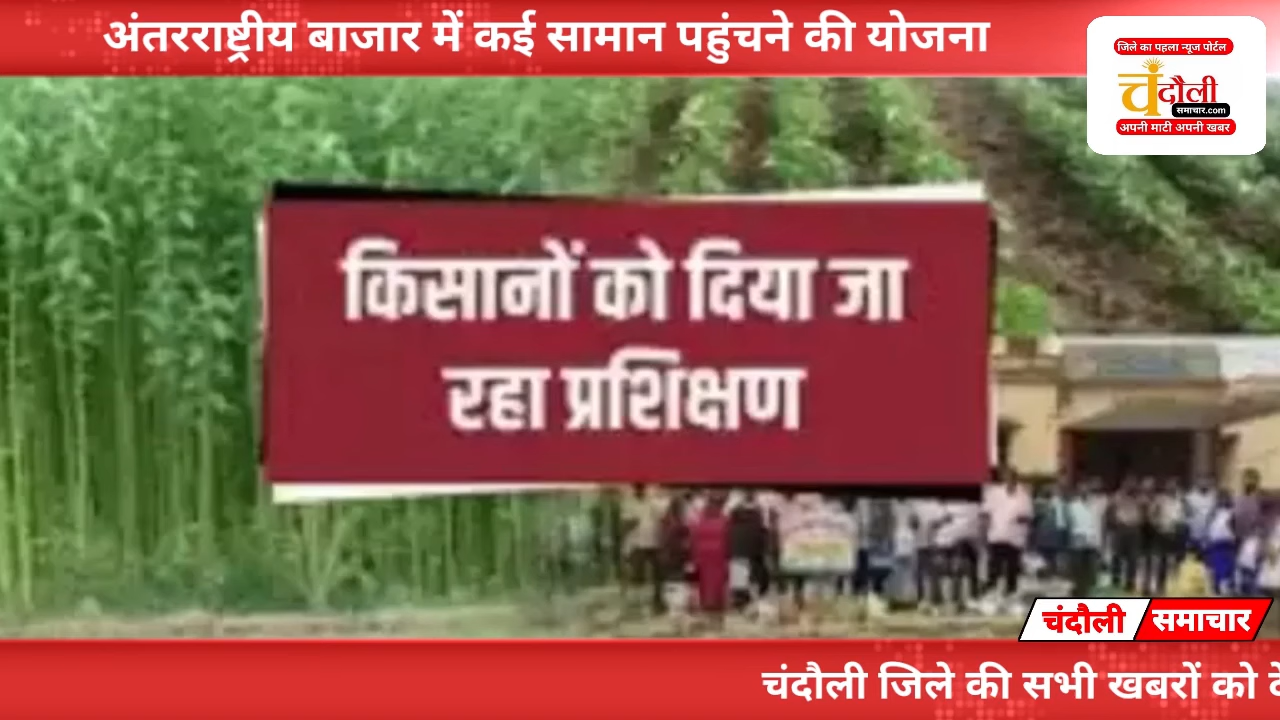 अंतरराष्ट्रीय बाजार में कई सामान पहुंचने की योजना
जिले का पहला न्यूज पोर्टल
चंदौली
समाचार.com
अपनी माटी अपनी खबर
किसानों को दिया जा
रहा प्रशिक्षण
चंदौली समाचार
चंदौली जिले की सभी खबरों को